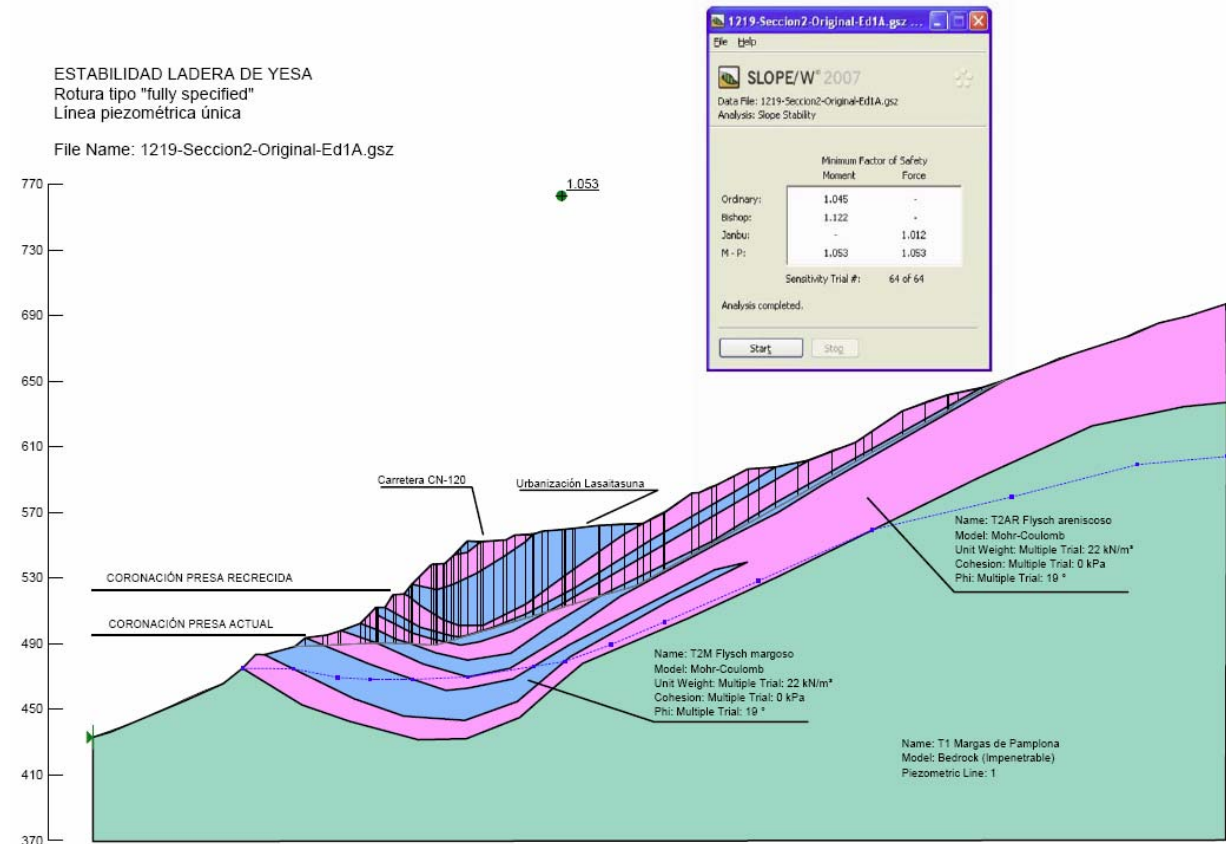 1219-Seccion2-Original-Ed1A.gsz ...
File Help
SLOPE/W® 2007
Data File: 1219-Seccion2-Original-Ed1A.gsz
Analysis: Slope Stability
Minimum Factor of Safety
Moment Force
Ordinary: 1.045 -
Bishop: 1.122 -
Janbu: - 1.012
M - P: 1.053 1.053
Sensitivity Trial #: 64 of 64
Analysis completed.
Start Stop
ESTABILIDAD LADERA DE YESA
Rotura tipo "fully specified"
Línea piezométrica única
File Name: 1219-Seccion2-Original-Ed1A.gsz
1.053
770
730
690
650
610
570
530
490
450
410
370
Carretera CN-120
Urbanización Lasaitasuna
CORONACIÓN PRESA RECRECIDA
CORONACIÓN PRESA ACTUAL
Name: T2AR Flysch areniscoso
Model: Mohr-Coulomb
Unit Weight: Multiple Trial: 22 kN/m³
Cohesion: Multiple Trial: 0 kPa
Phi: Multiple Trial: 19 °
Name: T2M Flysch margoso
Model: Mohr-Coulomb
Unit Weight: Multiple Trial: 22 kN/m³
Cohesion: Multiple Trial: 0 kPa
Phi: Multiple Trial: 19 °
Name: T1 Margas de Pamplona
Model: Bedrock (Impenetrable)
Piezometric Line: 1